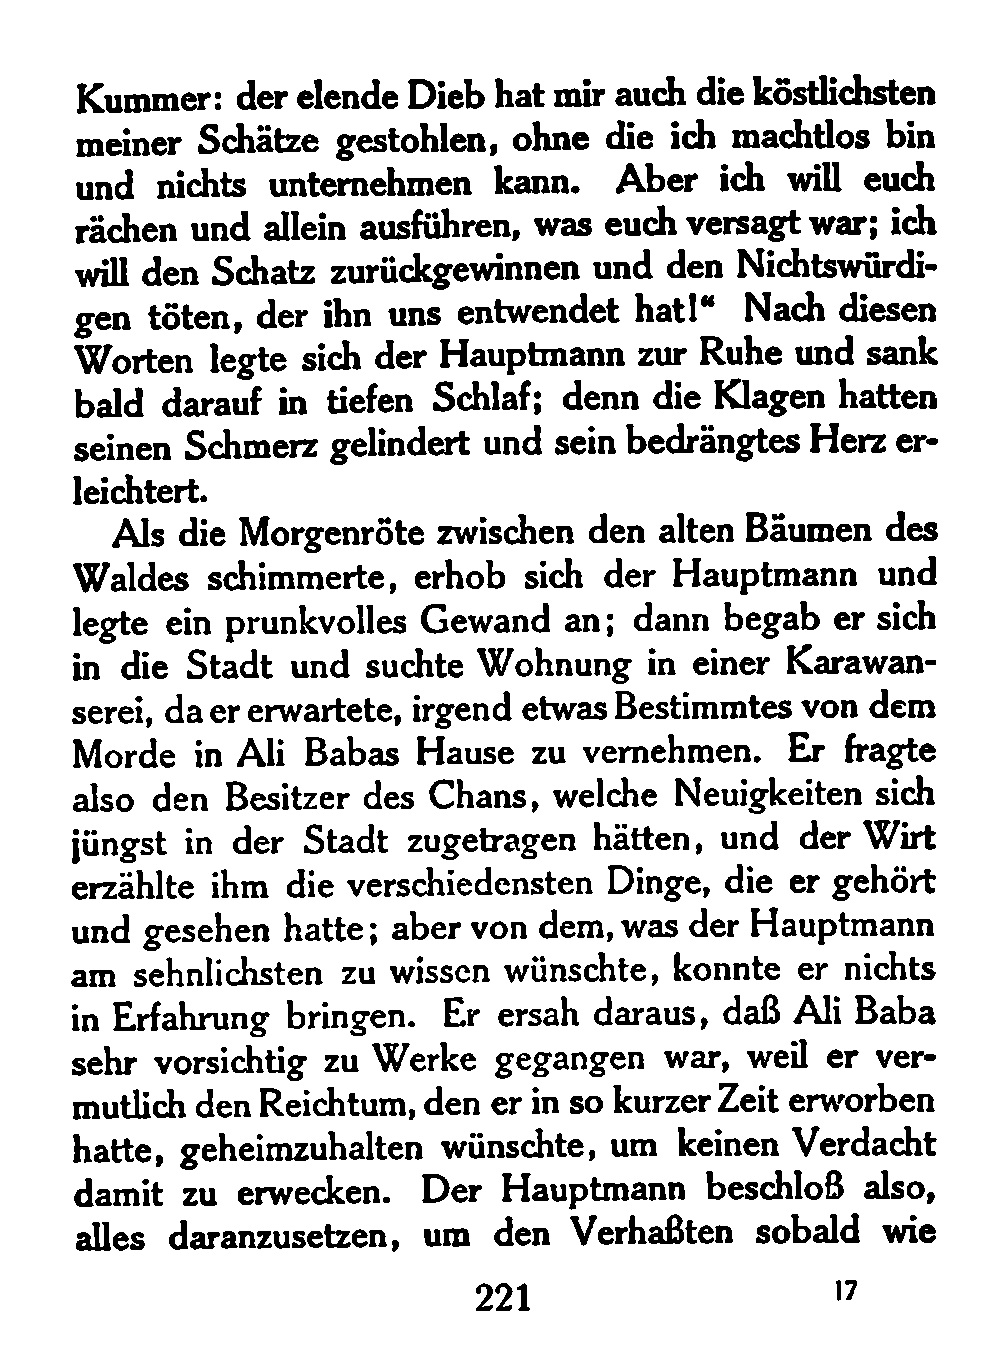 Kummer: der elende Dieb hat mir auch die köstlichsten
meiner Schätze gestohlen, ohne die ich machtlos bin
und nichts unternehmen kann. Aber ich will euch
rächen und allein ausführen, was euch versagt war; ich
will den Schatz zurückgewinnen und den Nichtswürdi-
gen töten, der ihn uns entwendet hat!“ Nach diesen
Worten legte sich der Hauptmann zur Ruhe und sank
bald darauf in tiefen Schlaf; denn die Klagen hatten
seinen Schmerz gelindert und sein bedrängtes Herz er-
leichtert.
Als die Morgenröte zwischen den alten Bäumen des
Waldes schimmerte, erhob sich der Hauptmann und
legte ein prunkvolles Gewand an; dann begab er sich
in die Stadt und suchte Wohnung in einer Karawan-
serei, da er erwartete, irgend etwas Bestimmtes von dem
Morde in Ali Babas Hause zu vernehmen. Er fragte
also den Besitzer des Chans, welche Neuigkeiten sich
jüngst in der Stadt zugetragen hätten, und der Wirt
erzählte ihm die verschiedensten Dinge, die er gehört
und gesehen hatte; aber von dem, was der Hauptmann
am sehnlichsten zu wissen wünschte, konnte er nichts
in Erfahrung bringen. Er ersah daraus, daß Ali Baba
sehr vorsichtig zu Werke gegangen war, weil er ver-
mutlich den Reichtum, den er in so kurzer Zeit erworben
hatte, geheimzuhalten wünschte, um keinen Verdacht
damit zu erwecken. Der Hauptmann beschloß also,
alles daranzusetzen, um den Verhaßten sobald wie
221 17